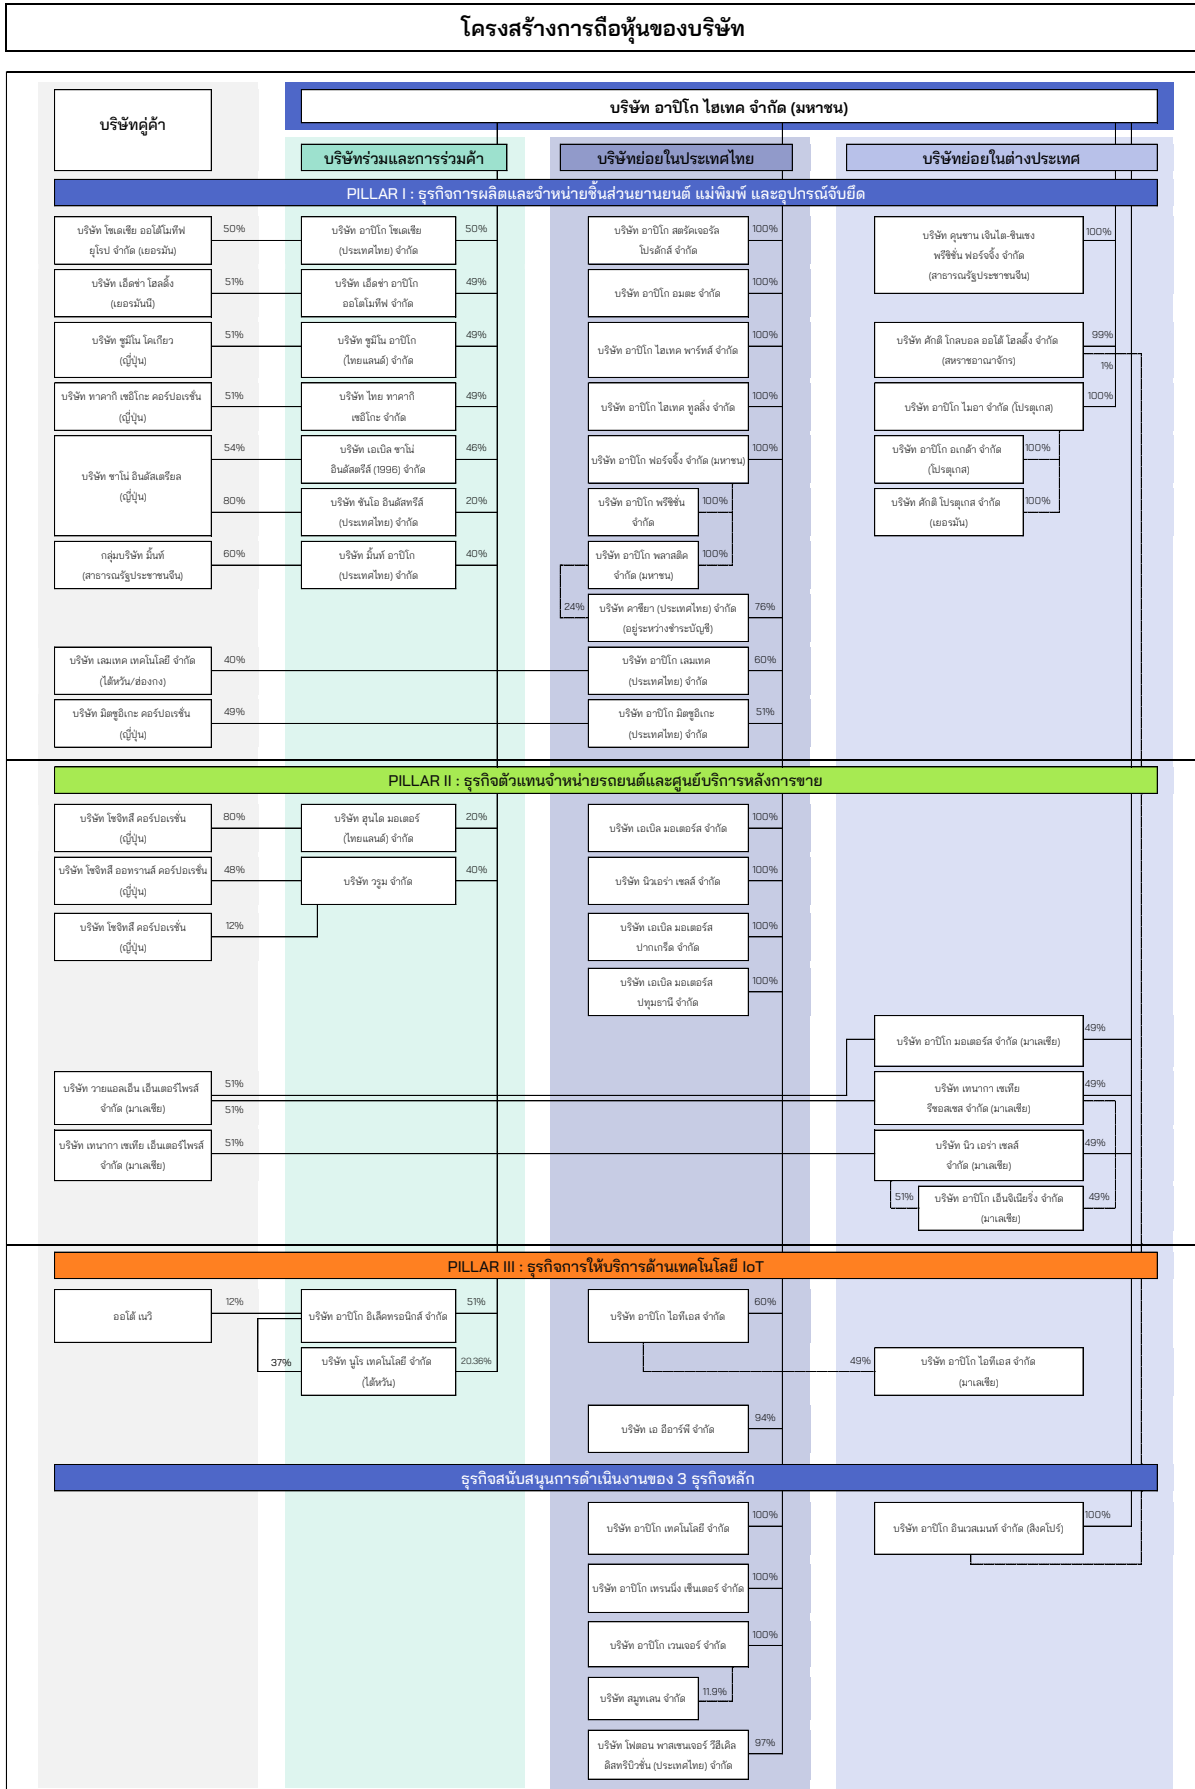 โครงสร้างการถือหุ้นของบริษัท
บริษัทคู่ค้า
บริษัท อาปิโก ไฮเทค จำกัด (มหาชน)
บริษัทร่วมและการร่วมค้า
บริษัทย่อยในประเทศไทย
บริษัทย่อยในต่างประเทศ
PILLAR I : ธุรกิจการผลิตและจำหน่ายชิ้นส่วนยานยนต์ แม่พิมพ์ และอุปกรณ์จับยึด
บริษัท โซเดเซีย ออโต้โมทีฟ
ยุโรป จำกัด (เยอรมัน)
50%
บริษัท อาปิโก โซเดเซีย
(ประเทศไทย) จำกัด
50%
บริษัท อาปิโก สตรัคเจอรัล
โปรดักส์ จำกัด
100%
บริษัท คุนซาน เจินไต-ชินเชง
พรีซิชั่น ฟอร์จจิ้ง จำกัด
(สาธารณรัฐประชาชนจีน)
100%
บริษัท เอ็ดช่า โฮลดิ้ง
(เยอรมันนี)
51%
บริษัท เอ็ดช่า อาปิโก
ออโตโมทีฟ จำกัด
49%
บริษัท อาปิโก อมตะ จำกัด
100%
บริษัท ซูมิโน โคเกียว
(ญี่ปุ่น)
51%
บริษัท ซูมิโน อาปิโก
(ไทยแลนด์) จำกัด
49%
บริษัท อาปิโก ไฮเทค พาร์ทส์ จำกัด
100%
บริษัท ศักดิ โกลบอล ออโต้ โฮลดิ้ง จำกัด
(สหราชอาณาจักร)
99%
1%
บริษัท ทาคากิ เซอิโกะ คอร์ปอเรชั่น
(ญี่ปุ่น)
51%
บริษัท ไทย ทาคากิ
เซอิโกะ จำกัด
49%
บริษัท อาปิโก ไฮเทค ทูลลิ่ง จำกัด
100%
บริษัท อาปิโก ไมอา จำกัด (โปรตุเกส)
100%
บริษัท ซาโน่ อินดัสเตรียล
(ญี่ปุ่น)
54%
บริษัท เอเบิล ซาโน่
อินดัสตรีส์ (1996) จำกัด
46%
บริษัท อาปิโก ฟอร์จจิ้ง จำกัด (มหาชน)
100%
บริษัท อาปิโก อเกด้า จำกัด
(โปรตุเกส)
100%
80%
บริษัท ซันโอ อินดัสทรีส์
(ประเทศไทย) จำกัด
20%
บริษัท อาปิโก พรีซิชั่น
จำกัด
100%
บริษัท ศักดิ โปรตุเกส จำกัด
(เยอรมัน)
100%
กลุ่มบริษัท มิ้นท์
(สาธารณรัฐประชาชนจีน)
60%
บริษัท มิ้นท์ อาปิโก
(ประเทศไทย) จำกัด
40%
บริษัท อาปิโก พลาสติค
จำกัด (มหาชน)
100%
24%
บริษัท คาซียา (ประเทศไทย) จำกัด
(อยู่ระหว่างชำระบัญชี)
76%
บริษัท เลมเทค เทคโนโลยี จำกัด
(ไต้หวัน/ฮ่องกง)
40%
บริษัท อาปิโก เลมเทค
(ประเทศไทย) จำกัด
60%
บริษัท มิตซูอิเกะ คอร์ปอเรชั่น
(ญี่ปุ่น)
49%
บริษัท อาปิโก มิตซูอิเกะ
(ประเทศไทย) จำกัด
51%
PILLAR II : ธุรกิจตัวแทนจำหน่ายรถยนต์และศูนย์บริการหลังการขาย
บริษัท โซจิทสึ คอร์ปอเรชั่น
(ญี่ปุ่น)
80%
บริษัท ฮุนได มอเตอร์
(ไทยแลนด์) จำกัด
20%
บริษัท เอเบิล มอเตอร์ส จำกัด
100%
บริษัท โซจิทสึ ออทรานส์ คอร์ปอเรชั่น
(ญี่ปุ่น)
48%
บริษัท วรูม จำกัด
40%
บริษัท นิวเอร่า เซลส์ จำกัด
100%
บริษัท โซจิทสึ คอร์ปอเรชั่น
(ญี่ปุ่น)
12%
บริษัท เอเบิล มอเตอร์ส
ปากเกร็ด จำกัด
100%
บริษัท เอเบิล มอเตอร์ส
ปทุมธานี จำกัด
100%
บริษัท อาปิโก มอเตอร์ส จำกัด (มาเลเซีย)
49%
บริษัท วายแอลเอ็น เอ็นเตอร์ไพรส์
จำกัด (มาเลเซีย)
51%
51%
บริษัท เทนากา เซเทีย
รีซอสเซส จำกัด (มาเลเซีย)
49%
บริษัท เทนากา เซเทีย เอ็นเตอร์ไพรส์
จำกัด (มาเลเซีย)
51%
บริษัท นิว เอร่า เซลส์
จำกัด (มาเลเซีย)
49%
51%
บริษัท อาปิโก เอ็นจิเนียริ่ง จำกัด
(มาเลเซีย)
49%
PILLAR III : ธุรกิจการให้บริการด้านเทคโนโลยี IoT
ออโต้ เนวิ
12%
บริษัท อาปิโก อิเล็คทรอนิกส์ จำกัด
51%
บริษัท อาปิโก ไอทีเอส จำกัด
60%
37%
บริษัท นูโร เทคโนโลยี จำกัด
(ไต้หวัน)
20.36%
49%
บริษัท อาปิโก ไอทีเอส จำกัด
(มาเลเซีย)
บริษัท เอ อีอาร์พี จำกัด
94%
ธุรกิจสนับสนุนการดำเนินงานของ 3 ธุรกิจหลัก
บริษัท อาปิโก เทคโนโลยี จำกัด
100%
บริษัท อาปิโก อินเวสเมนท์ จำกัด (สิงคโปร์)
100%
บริษัท อาปิโก เทรนนิ่ง เซ็นเตอร์ จำกัด
100%
บริษัท อาปิโก เวนเจอร์ จำกัด
100%
บริษัท สมูทเลน จำกัด
11.9%
บริษัท โฟตอน พาสเซนเจอร์ วีฮีเคิล
ดิสทริบิวชั่น (ประเทศไทย) จำกัด
97%